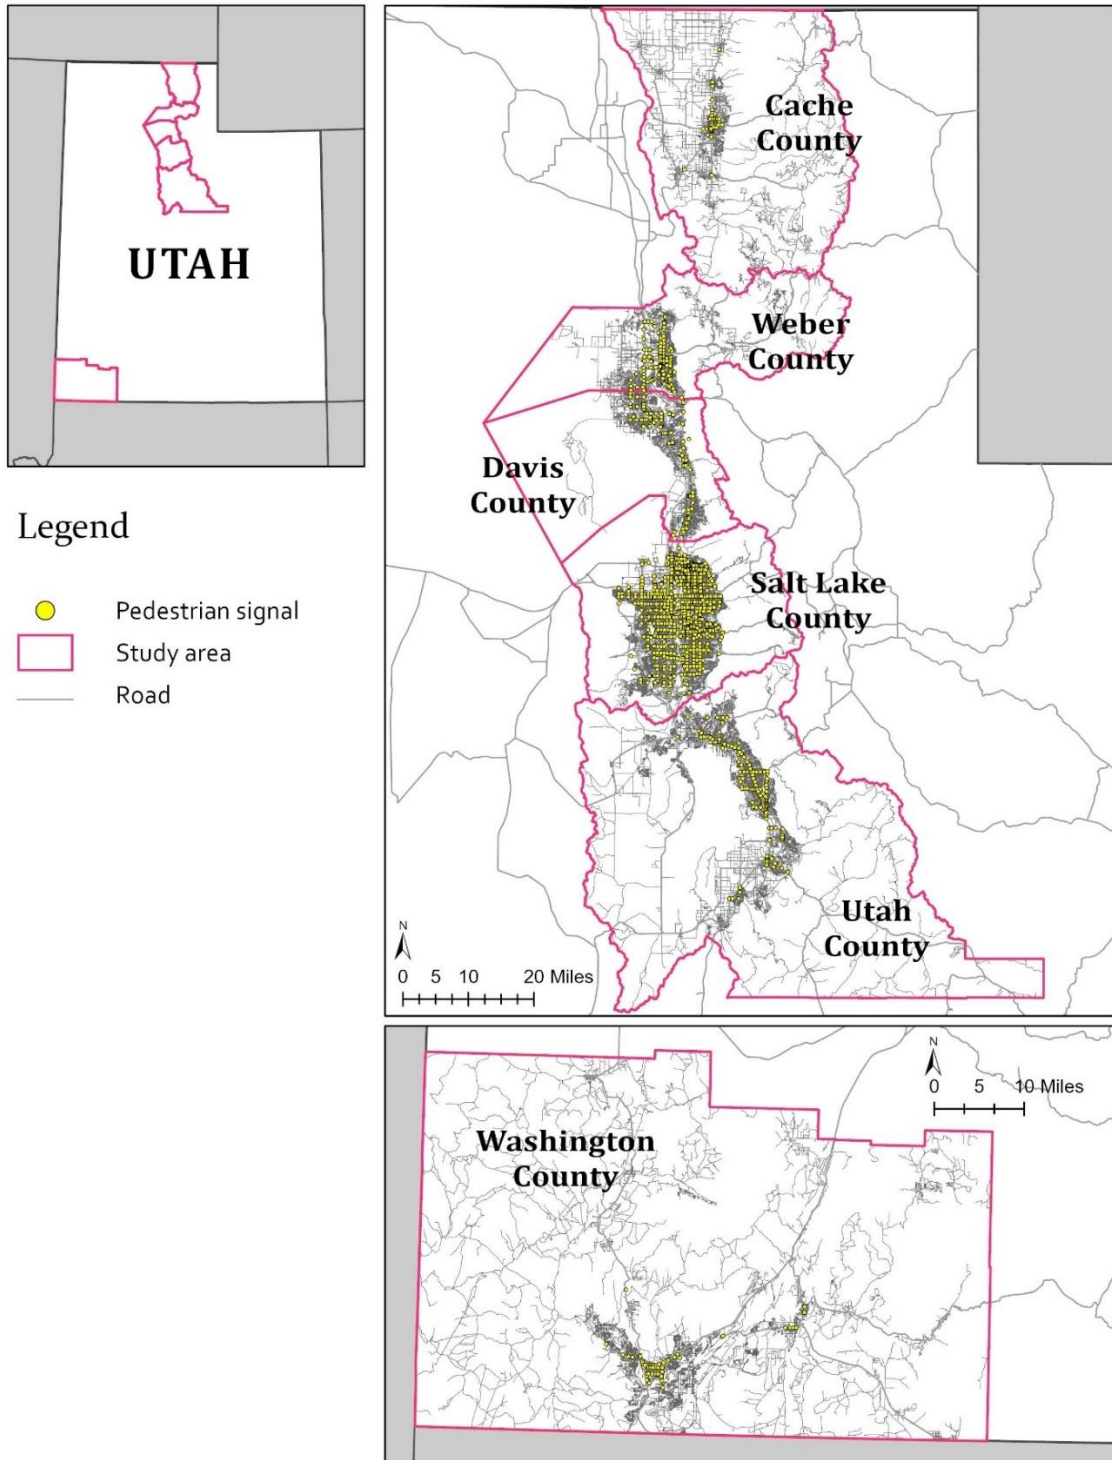 UTAH
Legend
Pedestrian signal
Study area
Road
Cache
County
Weber
County
Davis
County
Salt Lake
County
Utah
County
N
0 5 10 20 Miles
Washington
County
N
0 5 10 Miles